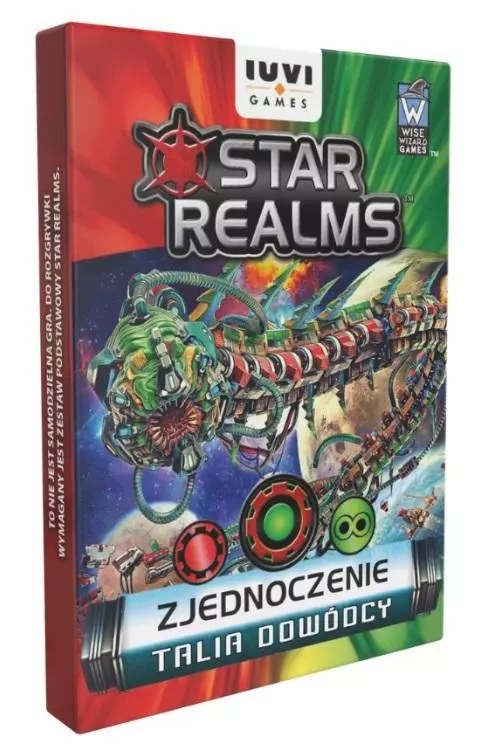 IUVI
GAMES
W
WISE
WIZARD
GAMES™
STAR
REALMS
ZJEDNOCZENIE
TALIA DOWÓDCY
TO NIE JEST SAMODZIELNA GRA. DO ROZGRYWKI
WYMAGANY JEST ZESTAW PODSTAWOWY STAR REALMS.